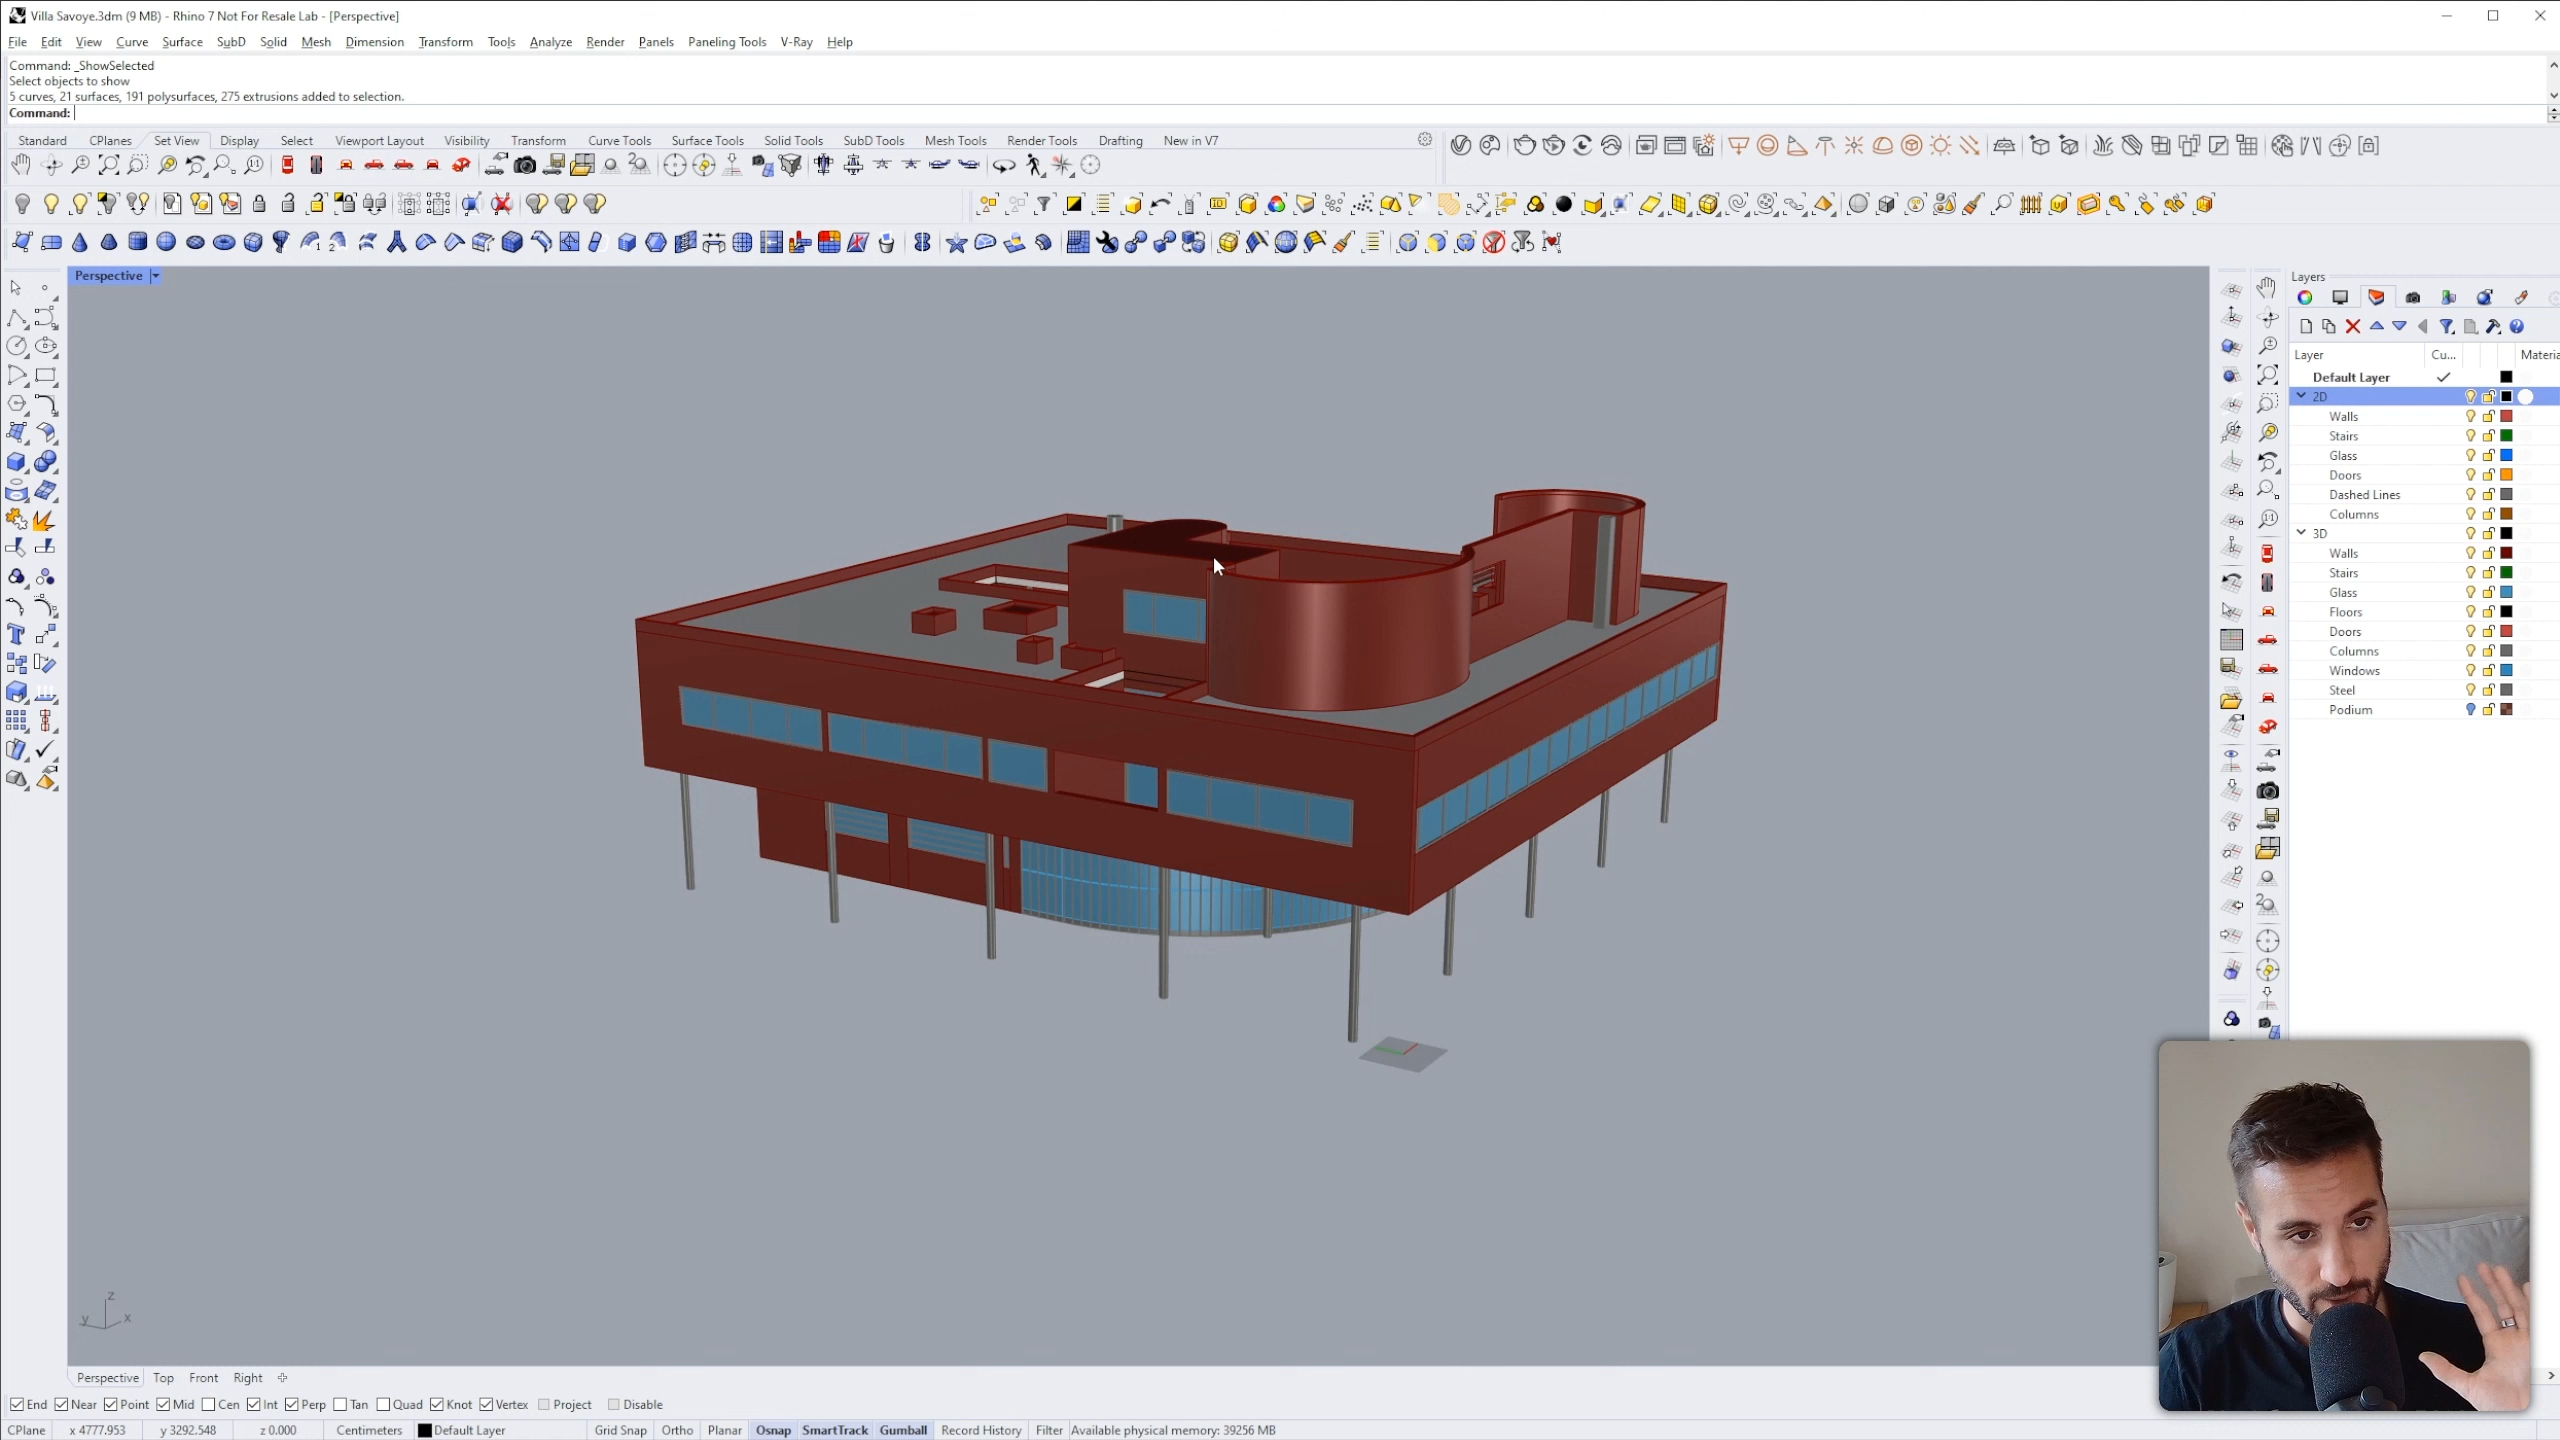 Villa Savoye.3dm (9 MB) - Rhino 7 Not For Resale Lab - [Perspective]
File Edit View Curve Surface SubD Solid Mesh Dimension Transform Tools Analyze Render Panels Paneling Tools V-Ray Help
Command: _ShowSelected
Select objects to show
5 curves, 21 surfaces, 191 polysurfaces, 275 extrusions added to selection.
Command:
Standard CPlanes Set View Display Select Viewport Layout Visibility Transform Curve Tools Surface Tools Solid Tools SubD Tools Mesh Tools Render Tools Drafting New in V7
Perspective
Layers
Layer Cu... Materia
Default Layer
2D
Walls
Stairs
Glass
Doors
Dashed Lines
Columns
3D
Walls
Stairs
Glass
Floors
Doors
Columns
Windows
Steel
Podium
z
y x
Perspective Top Front Right
End Near Point Mid Cen Int Perp Tan Quad Knot Vertex Project Disable
CPlane x 4777.953 y 3292.548 z 0.000 Centimeters Default Layer Grid Snap Ortho Planar Osnap SmartTrack Gumball Record History Filter Available physical memory: 39256 MB